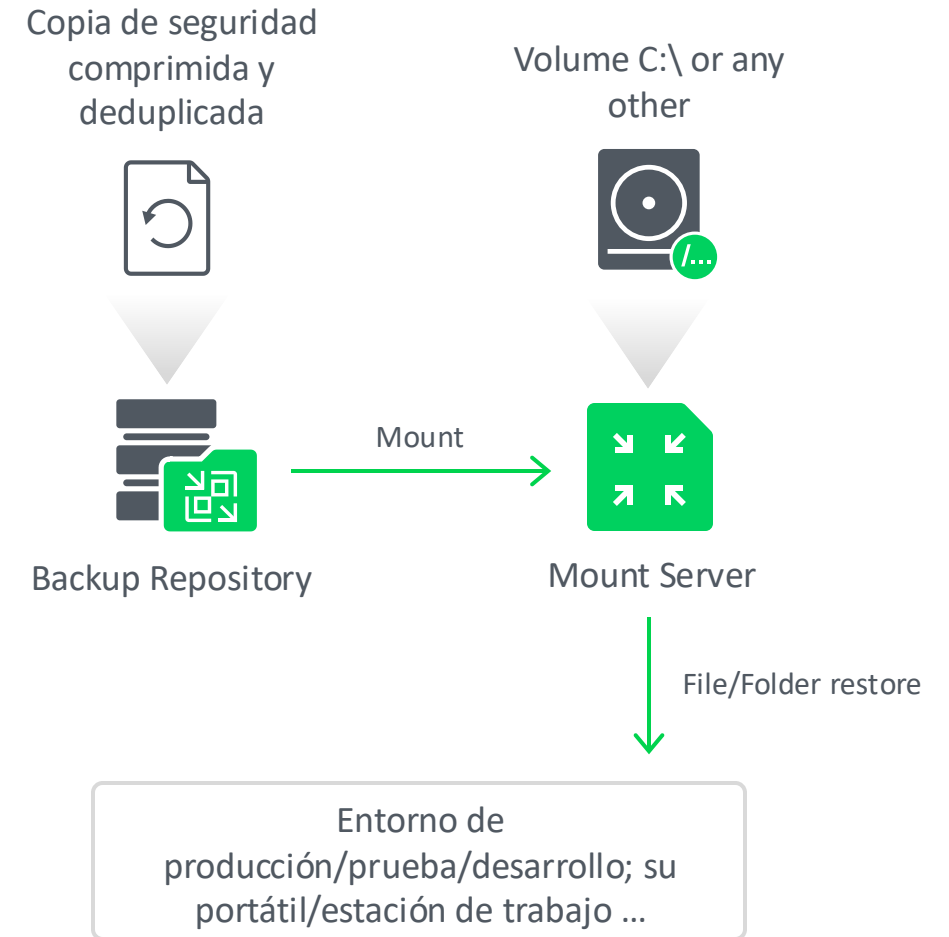 Copia de seguridad
comprimida y
deduplicada
Volume C:\ or any
other
/...
Mount
Backup Repository
Mount Server
File/Folder restore
Entorno de
producción/prueba/desarrollo; su
portátil/estación de trabajo ...